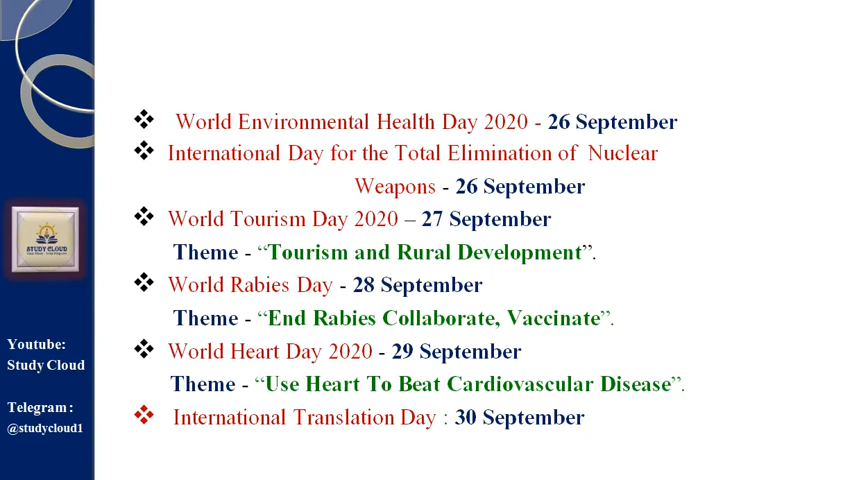 ❖ World Environmental Health Day 2020 - 26 September
❖ International Day for the Total Elimination of Nuclear
Weapons - 26 September
❖ World Tourism Day 2020 – 27 September
Theme - “Tourism and Rural Development”.
❖ World Rabies Day - 28 September
Theme - “End Rabies Collaborate, Vaccinate”.
❖ World Heart Day 2020 - 29 September
Theme - “Use Heart To Beat Cardiovascular Disease”.
❖ International Translation Day : 30 September
STUDY CLOUD
Youtube:
Study Cloud
Telegram :
@studycloud1